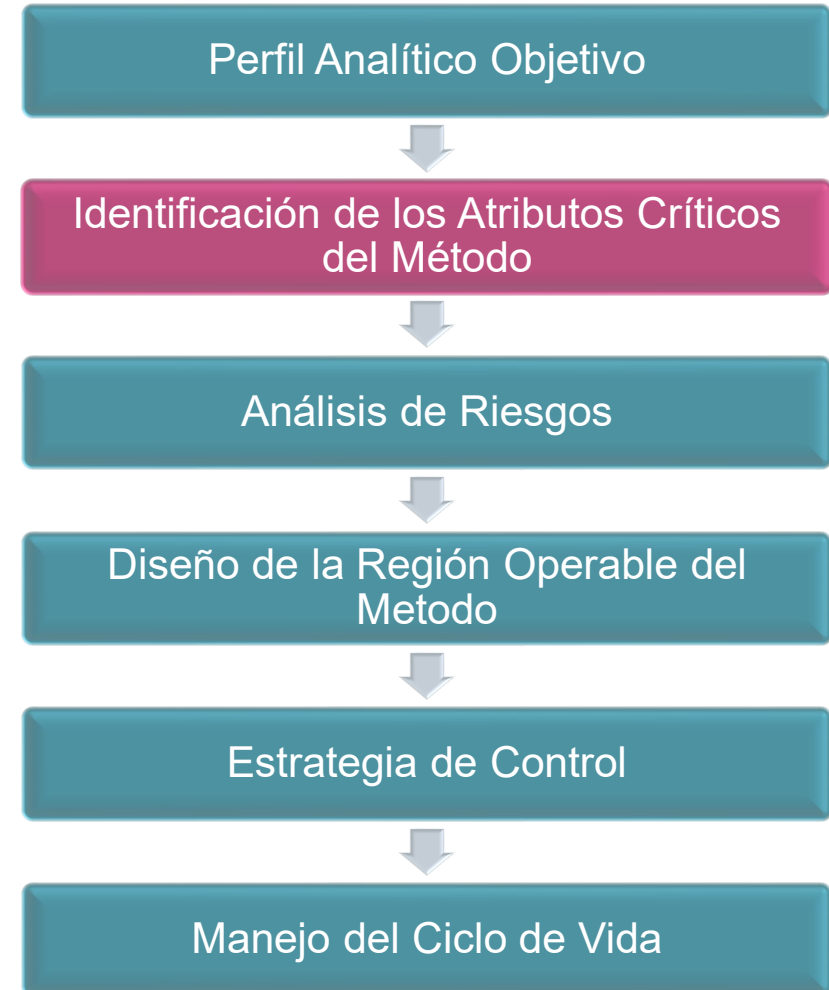 Perfil Analítico Objetivo
Identificación de los Atributos Críticos
del Método
Análisis de Riesgos
Diseño de la Región Operable del
Metodo
Estrategia de Control
Manejo del Ciclo de Vida